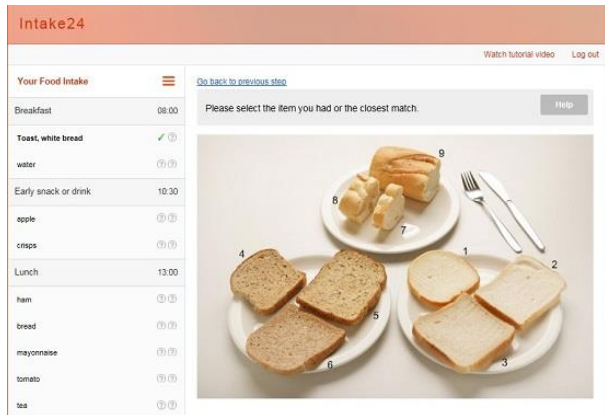 Intake24
Watch tutorial video Log out
Your Food Intake
Go back to previous step
Breakfast 08:00
Please select the item you had or the closest match.
Help
Toast, white bread
water
Early snack or drink 10:30
apple
crisps
Lunch 13:00
ham
bread
mayonnaise
tomato
tea
9
8
7
4
1
2
5
6
3